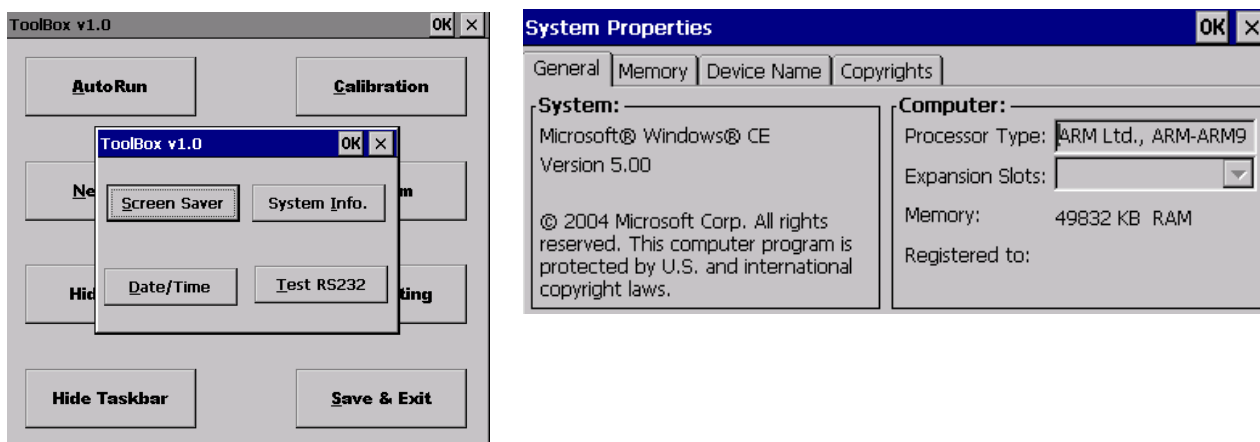 ToolBox v1.0 OK ×
AutoRun
Calibration
ToolBox v1.0 OK ×
Ne
m
Screen Saver
System Info.
Hid
ting
Date/Time
Test RS232
Hide Taskbar
Save & Exit
System Properties OK ×
General Memory Device Name Copyrights
System:
Microsoft® Windows® CE
Version 5.00
© 2004 Microsoft Corp. All rights
reserved. This computer program is
protected by U.S. and international
copyright laws.
Computer:
Processor Type: ARM Ltd., ARM-ARM9
Expansion Slots:
Memory: 49832 KB RAM
Registered to: